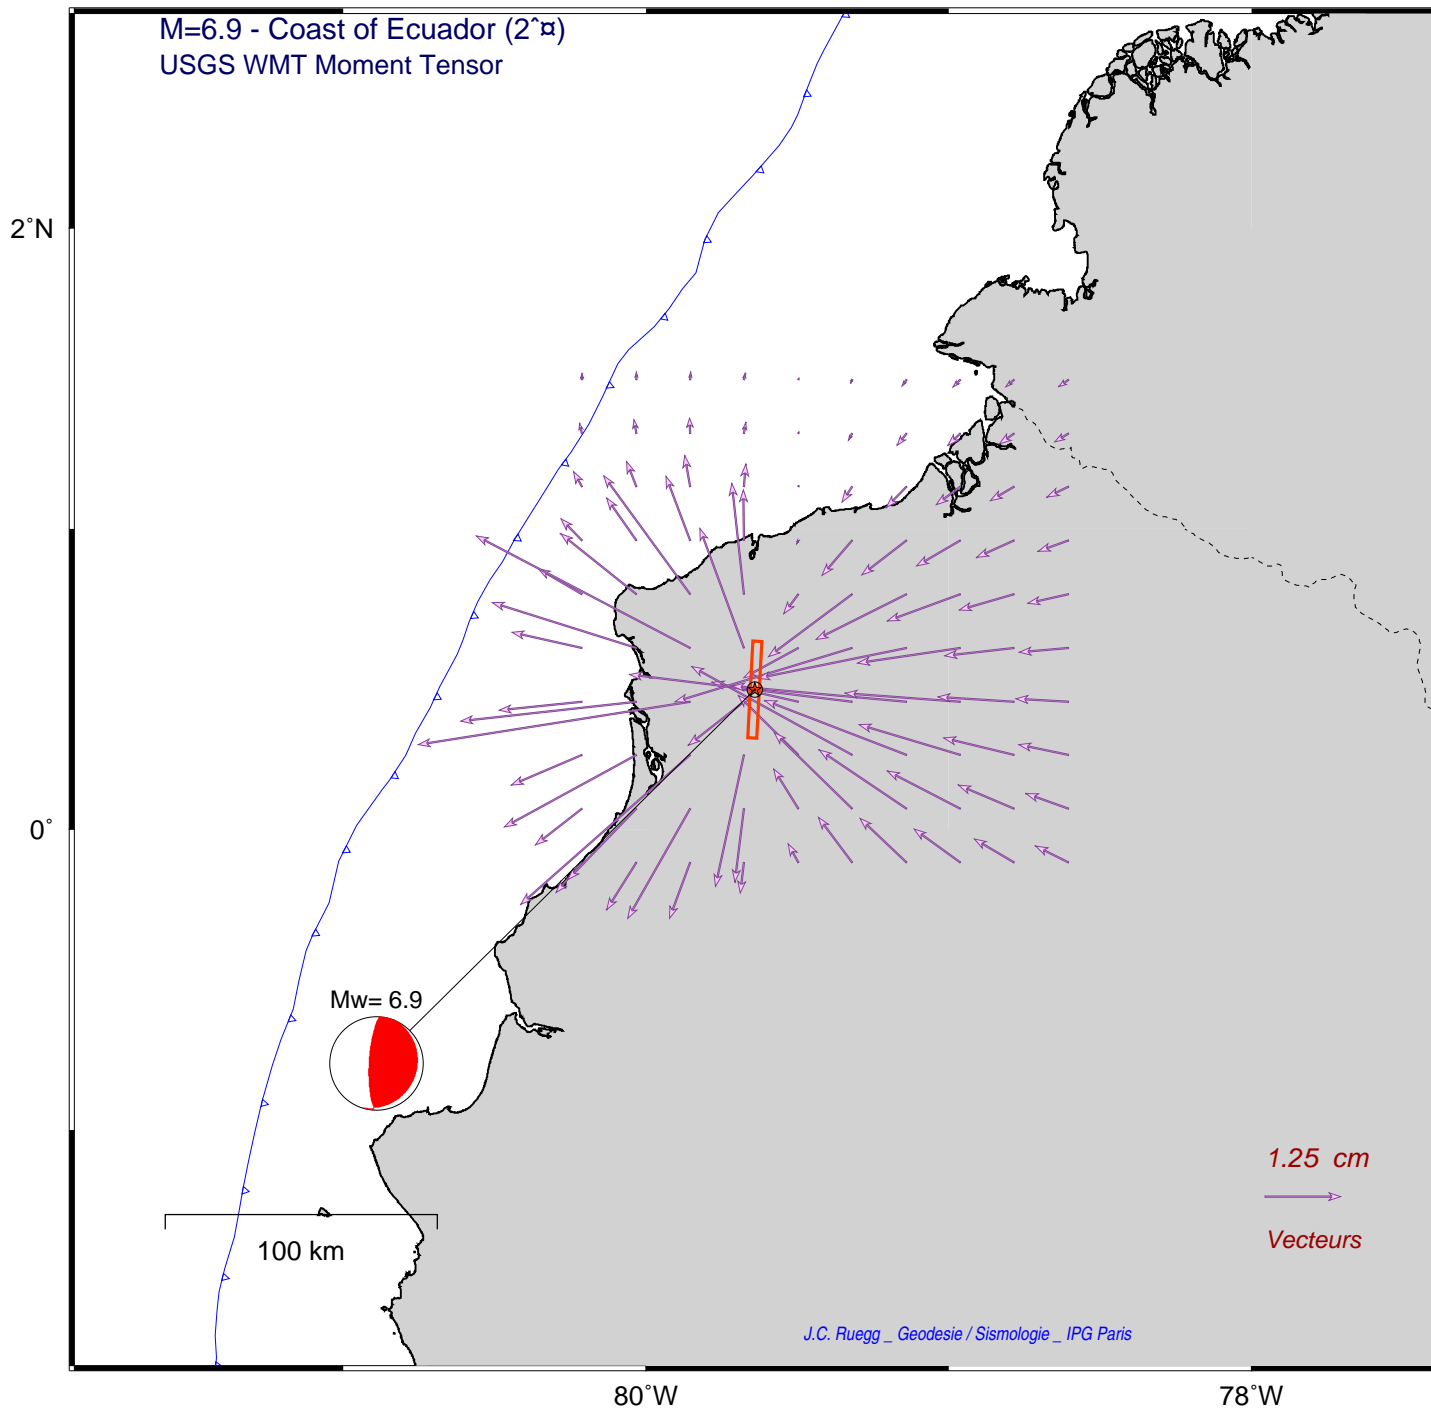 M=6.9 - Coast of Ecuador (2ˆ¤)
USGS WMT Moment Tensor
2˚N
0˚
Mw= 6.9
100 km
1.25 cm
Vecteurs
J.C. Ruegg _ Geodesie / Sismologie _ IPG Paris
80˚W
78˚W